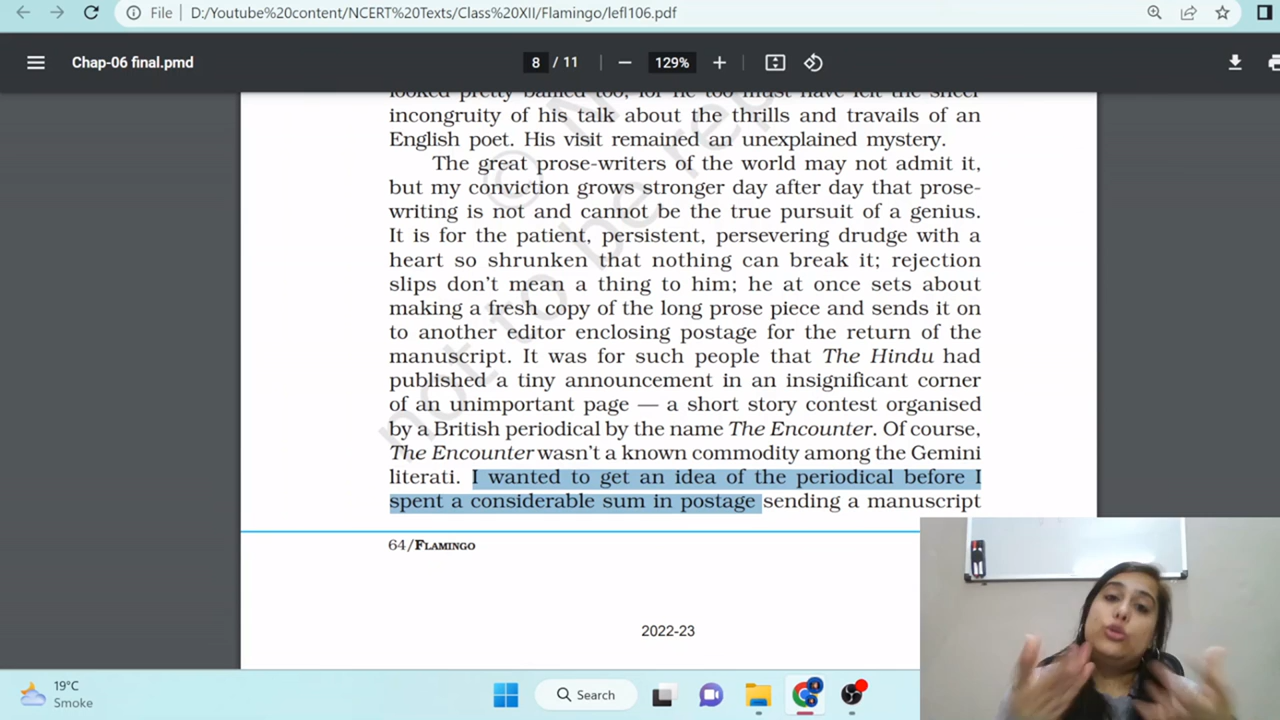 File | D:/Youtube%20content/NCERT%20Texts/Class%20XII/Flamingo/lefl106.pdf
Chap-06 final.pmd
8 / 11
129%
looked pretty baffled too, for he too must have felt the sheer
incongruity of his talk about the thrills and travails of an
English poet. His visit remained an unexplained mystery.
The great prose-writers of the world may not admit it,
but my conviction grows stronger day after day that prose-
writing is not and cannot be the true pursuit of a genius.
It is for the patient, persistent, persevering drudge with a
heart so shrunken that nothing can break it; rejection
slips don't mean a thing to him; he at once sets about
making a fresh copy of the long prose piece and sends it on
to another editor enclosing postage for the return of the
manuscript. It was for such people that The Hindu had
published a tiny announcement in an insignificant corner
of an unimportant page — a short story contest organised
by a British periodical by the name The Encounter. Of course,
The Encounter wasn't a known commodity among the Gemini
literati. I wanted to get an idea of the periodical before I
spent a considerable sum in postage sending a manuscript
64/FLAMINGO
2022-23
not to be rep
© N
19°C
Smoke
Search